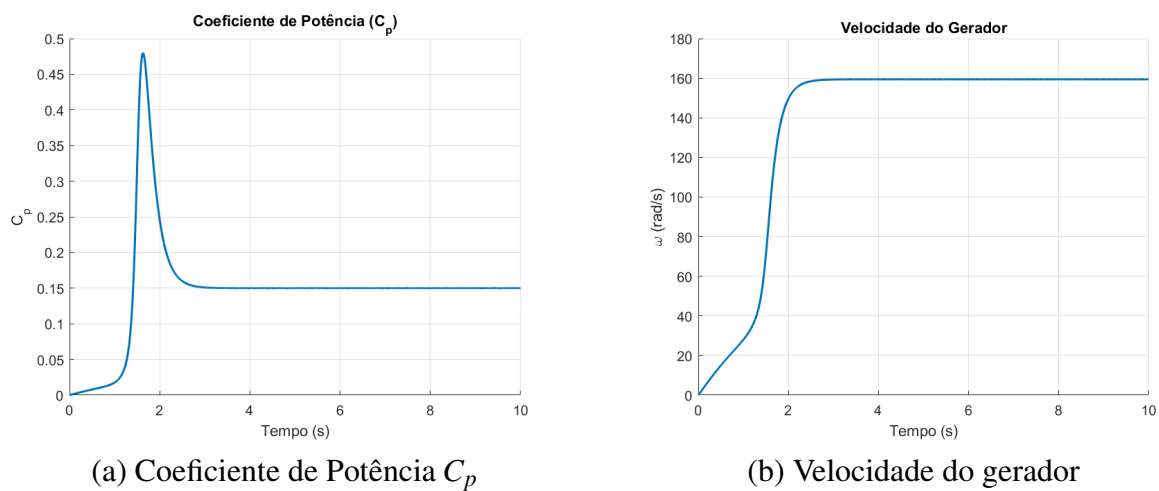 Coeficiente de Potência (C_p)
0.5
0.45
0.4
0.35
0.3
0.25
0.2
0.15
0.1
0.05
0
C_p
0 2 4 6 8 10
Tempo (s)
(a) Coeficiente de Potência C_p
Velocidade do Gerador
180
160
140
120
100
80
60
40
20
0
ω (rad/s)
0 2 4 6 8 10
Tempo (s)
(b) Velocidade do gerador